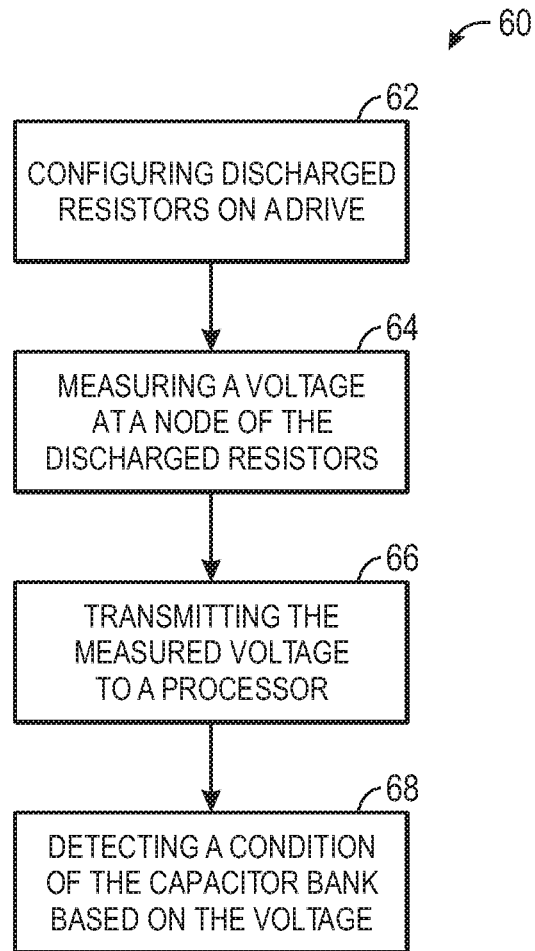 60
62
CONFIGURING DISCHARGED
RESISTORS ON A DRIVE
64
MEASURING A VOLTAGE
AT A NODE OF THE
DISCHARGED RESISTORS
66
TRANSMITTING THE
MEASURED VOLTAGE
TO A PROCESSOR
68
DETECTING A CONDITION
OF THE CAPACITOR BANK
BASED ON THE VOLTAGE